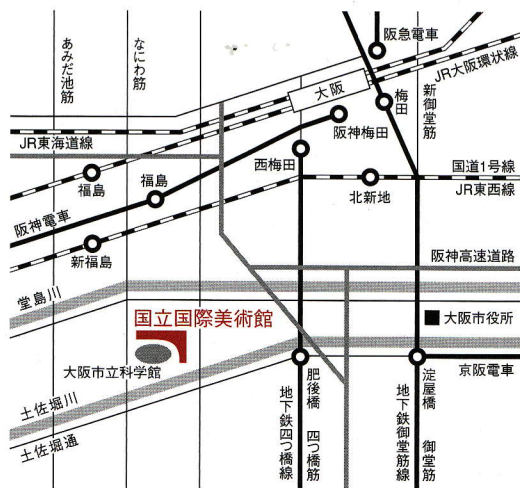 阪急電車
JR大阪環状線
あみだ池筋
なにわ筋
大阪
梅田
新御堂筋
阪神梅田
JR東海道線
西梅田
福島
福島
国道1号線
北新地
JR東西線
阪神電車
新福島
阪神高速道路
堂島川
国立国際美術館
大阪市役所
大阪市立科学館
京阪電車
肥後橋
淀屋橋
土佐堀川
土佐堀通
地下鉄四つ橋線
四つ橋筋
地下鉄御堂筋線
御堂筋